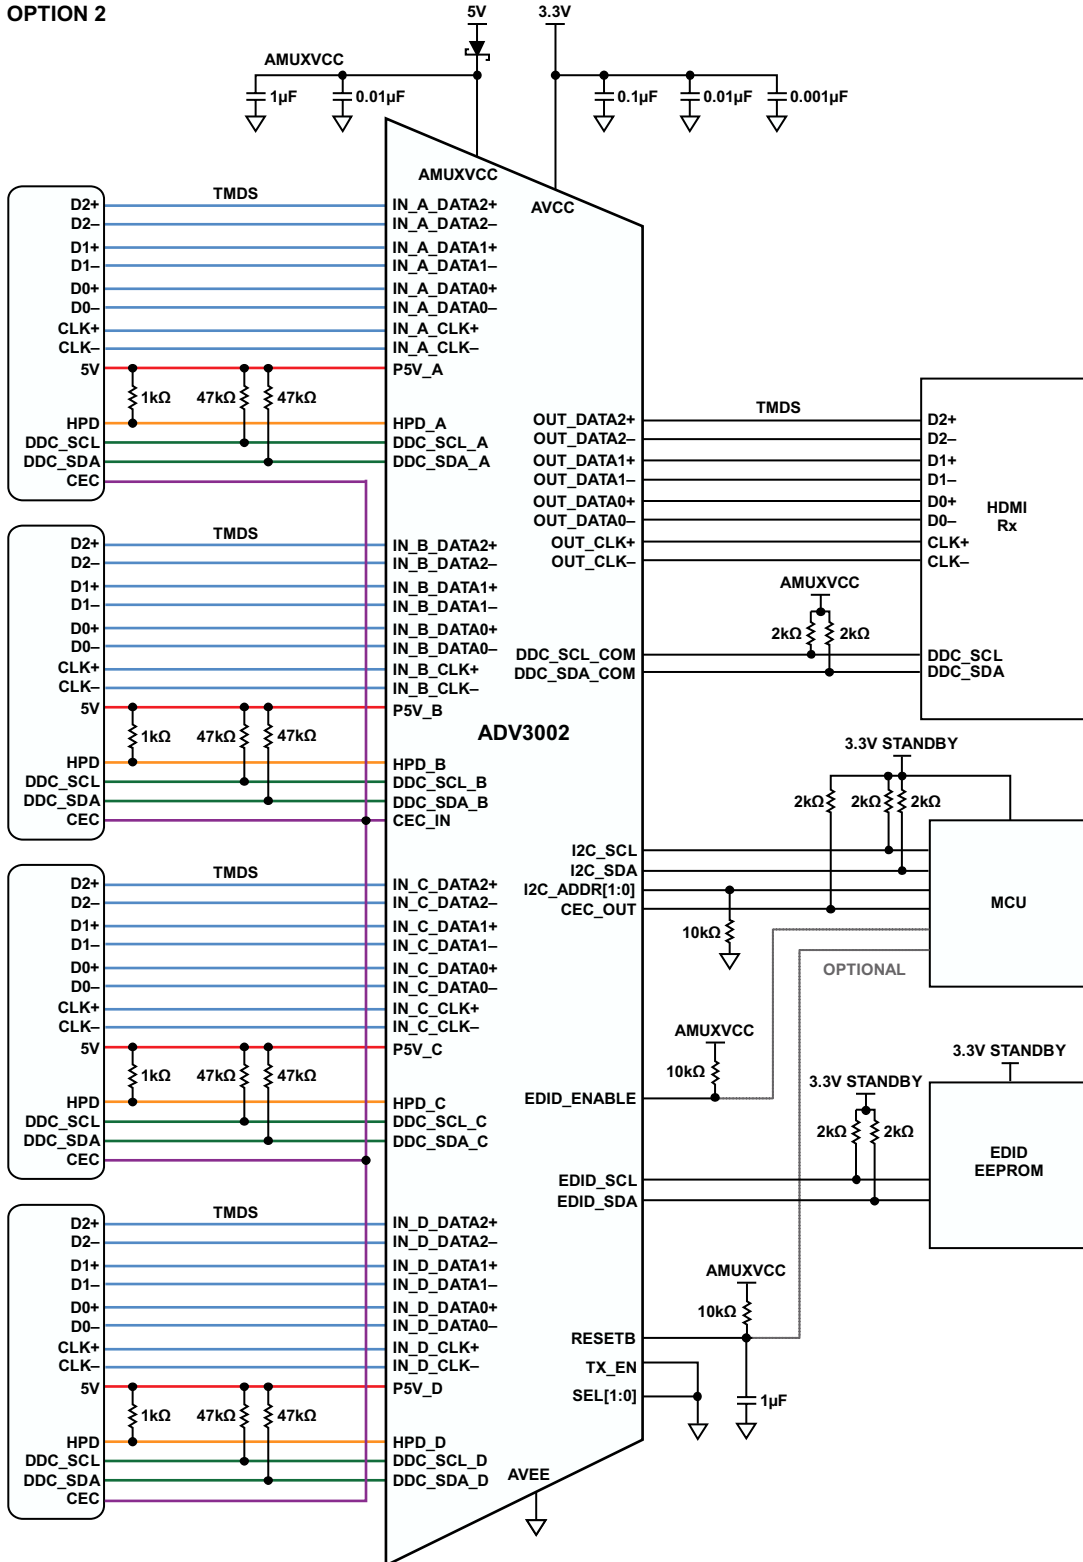 OPTION 2
5V
3.3V
AMUXVCC
1µF
0.01µF
0.1µF
0.01µF
0.001µF
AMUXVCC
AVCC
TMDS
D2+
IN_A_DATA2+
D2–
IN_A_DATA2–
D1+
IN_A_DATA1+
D1–
IN_A_DATA1–
D0+
IN_A_DATA0+
D0–
IN_A_DATA0–
CLK+
IN_A_CLK+
CLK–
IN_A_CLK–
5V
P5V_A
1kΩ
47kΩ
47kΩ
HPD
HPD_A
DDC_SCL
DDC_SCL_A
DDC_SDA
DDC_SDA_A
CEC
TMDS
D2+
IN_B_DATA2+
D2–
IN_B_DATA2–
D1+
IN_B_DATA1+
D1–
IN_B_DATA1–
D0+
IN_B_DATA0+
D0–
IN_B_DATA0–
CLK+
IN_B_CLK+
CLK–
IN_B_CLK–
5V
P5V_B
1kΩ
47kΩ
47kΩ
HPD
HPD_B
DDC_SCL
DDC_SCL_B
DDC_SDA
DDC_SDA_B
CEC
CEC_IN
TMDS
D2+
IN_C_DATA2+
D2–
IN_C_DATA2–
D1+
IN_C_DATA1+
D1–
IN_C_DATA1–
D0+
IN_C_DATA0+
D0–
IN_C_DATA0–
CLK+
IN_C_CLK+
CLK–
IN_C_CLK–
5V
P5V_C
1kΩ
47kΩ
47kΩ
HPD
HPD_C
DDC_SCL
DDC_SCL_C
DDC_SDA
DDC_SDA_C
CEC
TMDS
D2+
IN_D_DATA2+
D2–
IN_D_DATA2–
D1+
IN_D_DATA1+
D1–
IN_D_DATA1–
D0+
IN_D_DATA0+
D0–
IN_D_DATA0–
CLK+
IN_D_CLK+
CLK–
IN_D_CLK–
5V
P5V_D
1kΩ
47kΩ
47kΩ
HPD
HPD_D
DDC_SCL
DDC_SCL_D
DDC_SDA
DDC_SDA_D
CEC
ADV3002
AVEE
TMDS
OUT_DATA2+
D2+
OUT_DATA2–
D2–
OUT_DATA1+
D1+
OUT_DATA1–
D1–
OUT_DATA0+
D0+
OUT_DATA0–
D0–
OUT_CLK+
CLK+
OUT_CLK–
CLK–
HDMI
Rx
AMUXVCC
2kΩ
2kΩ
DDC_SCL_COM
DDC_SCL
DDC_SDA_COM
DDC_SDA
3.3V STANDBY
2kΩ
2kΩ
2kΩ
I2C_SCL
I2C_SDA
I2C_ADDR[1:0]
CEC_OUT
MCU
10kΩ
OPTIONAL
AMUXVCC
10kΩ
EDID_ENABLE
3.3V STANDBY
3.3V STANDBY
2kΩ
2kΩ
EDID
EEPROM
EDID_SCL
EDID_SDA
AMUXVCC
10kΩ
RESETB
TX_EN
SEL[1:0]
1µF